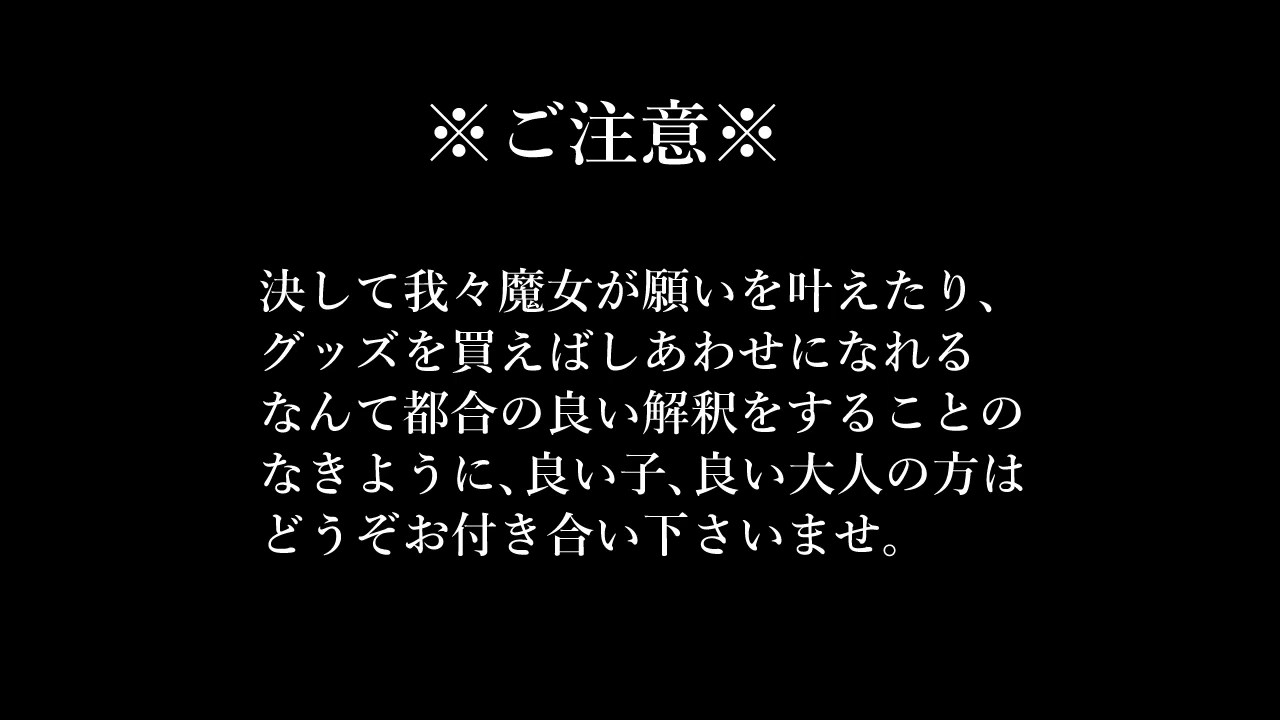 ※ご注意※
決して我々魔女が願いを叶えたり、
グッズを買えばしあわせになれる
なんて都合の良い解釈をすることの
なきように、良い子、良い大人の方は
どうぞお付き合い下さいませ。